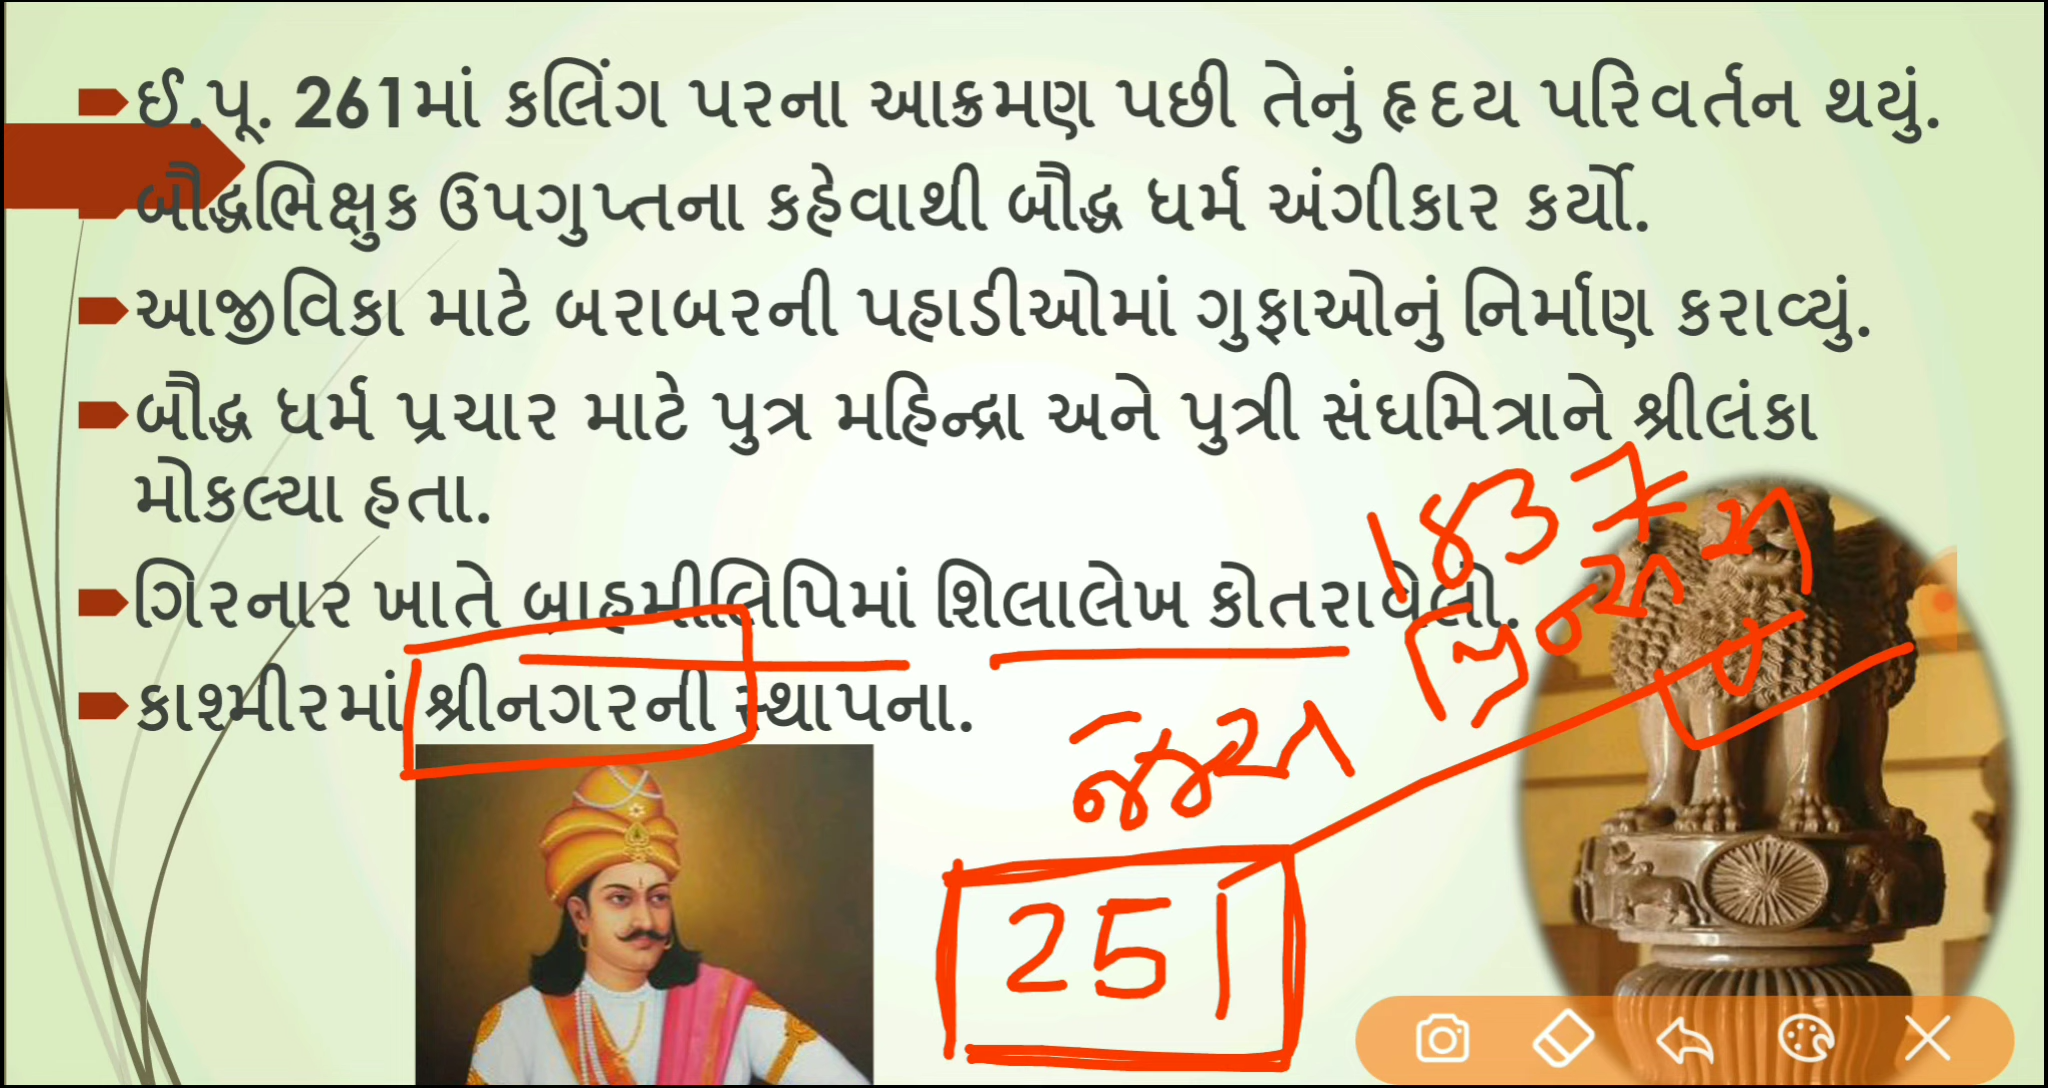 ઈ.પૂ. 261માં કલિંગ પરના આક્રમણ પછી તેનું હૃદય પરિવર્તન થયું.
બૌદ્ધભિક્ષુક ઉપગુપ્તના કહેવાથી બૌદ્ધ ધર્મ અંગીકાર કર્યો.
આજીવિકા માટે બરાબરની પહાડીઓમાં ગુફાઓનું નિર્માણ કરાવ્યું.
બૌદ્ધ ધર્મ પ્રચાર માટે પુત્ર મહિન્દ્રા અને પુત્રી સંઘમિત્રાને શ્રીલંકા
મોકલ્યા હતા.
ગિરનાર ખાતે બ્રાહમીલિપિમાં શિલાલેખ કોતરાવેલો.
કાશ્મીરમાં શ્રીનગરની સ્થાપના.
1837
251